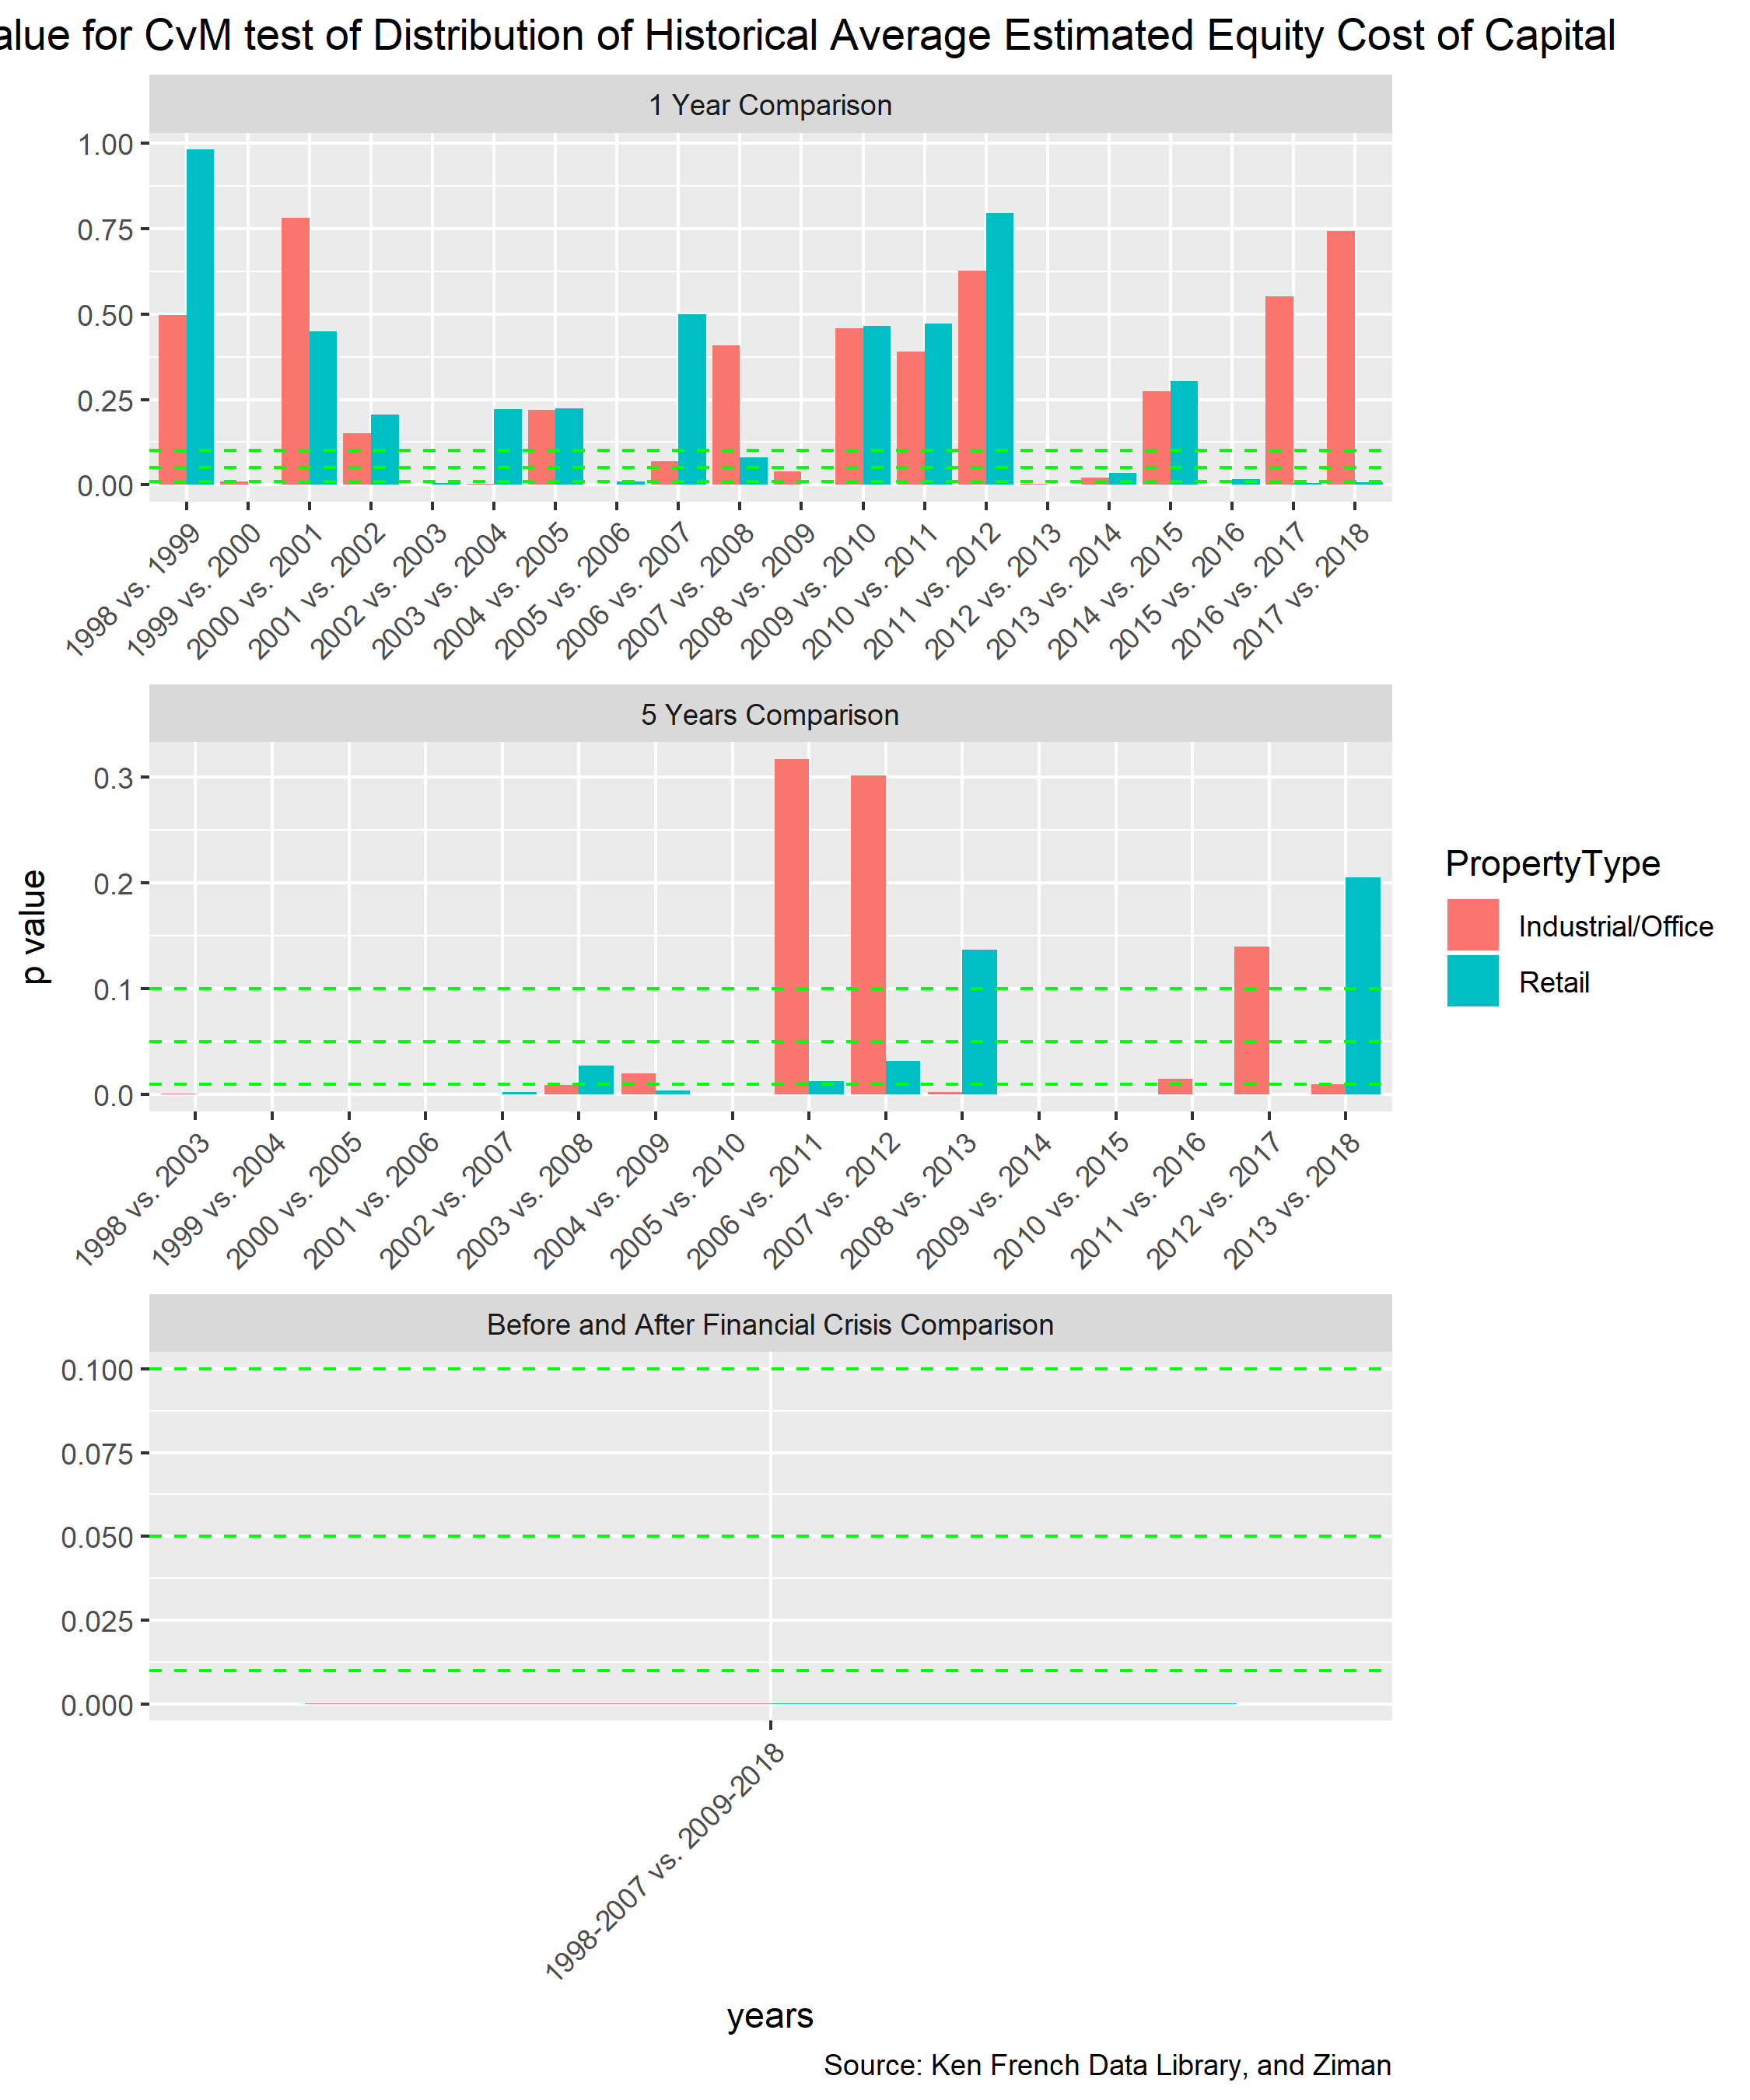 alue for CvM test of Distribution of Historical Average Estimated Equity Cost of Capital
1 Year Comparison
1.00
0.75
0.50
0.25
0.00
1998 vs. 1999
1999 vs. 2000
2000 vs. 2001
2001 vs. 2002
2002 vs. 2003
2003 vs. 2004
2004 vs. 2005
2005 vs. 2006
2006 vs. 2007
2007 vs. 2008
2008 vs. 2009
2009 vs. 2010
2010 vs. 2011
2011 vs. 2012
2012 vs. 2013
2013 vs. 2014
2014 vs. 2015
2015 vs. 2016
2016 vs. 2017
2017 vs. 2018
5 Years Comparison
0.3
0.2
0.1
0.0
1998 vs. 2003
1999 vs. 2004
2000 vs. 2005
2001 vs. 2006
2002 vs. 2007
2003 vs. 2008
2004 vs. 2009
2005 vs. 2010
2006 vs. 2011
2007 vs. 2012
2008 vs. 2013
2009 vs. 2014
2010 vs. 2015
2011 vs. 2016
2012 vs. 2017
2013 vs. 2018
p value
PropertyType
Industrial/Office
Retail
Before and After Financial Crisis Comparison
0.100
0.075
0.050
0.025
0.000
1998-2007 vs. 2009-2018
years
Source: Ken French Data Library, and Ziman